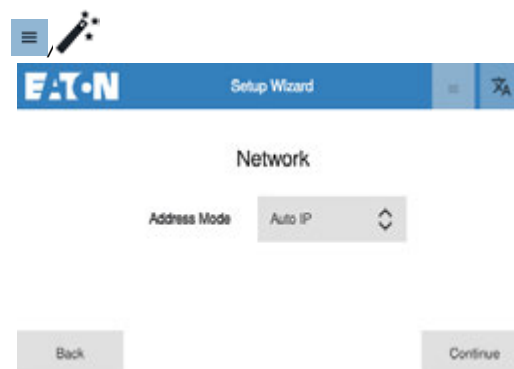 EATON
Setup Wizard
Network
Address Mode
Auto IP
Back
Continue